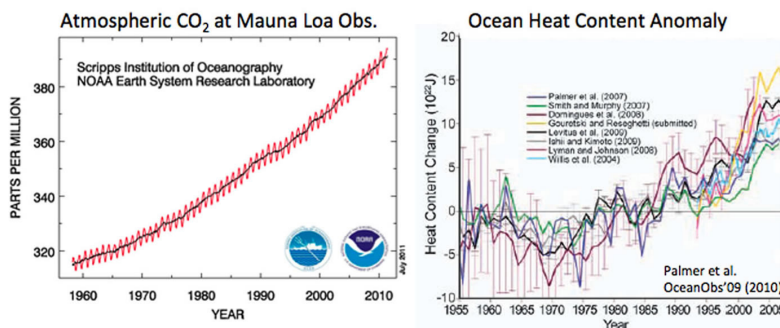 Atmospheric CO₂ at Mauna Loa Obs.
Scripps Institution of Oceanography
NOAA Earth System Research Laboratory
PARTS PER MILLION
380
360
340
320
1960
1970
1980
1990
2000
2010
YEAR
NOAA
July 2011
Ocean Heat Content Anomaly
Heat Content Change (10²²J)
20
15
10
5
0
-5
-10
Palmer et al. (2007)
Smith and Murphy (2007)
Domingues et al. (2008)
Gouretski and Reseghetti (submitted)
Levitus et al. (2009)
Ishii and Kimoto (2009)
Lyman and Johnson (2008)
Willis et al. (2004)
Palmer et al.
OceanObs'09 (2010)
1955
1960
1965
1970
1975
1980
1985
1990
1995
2000
Year